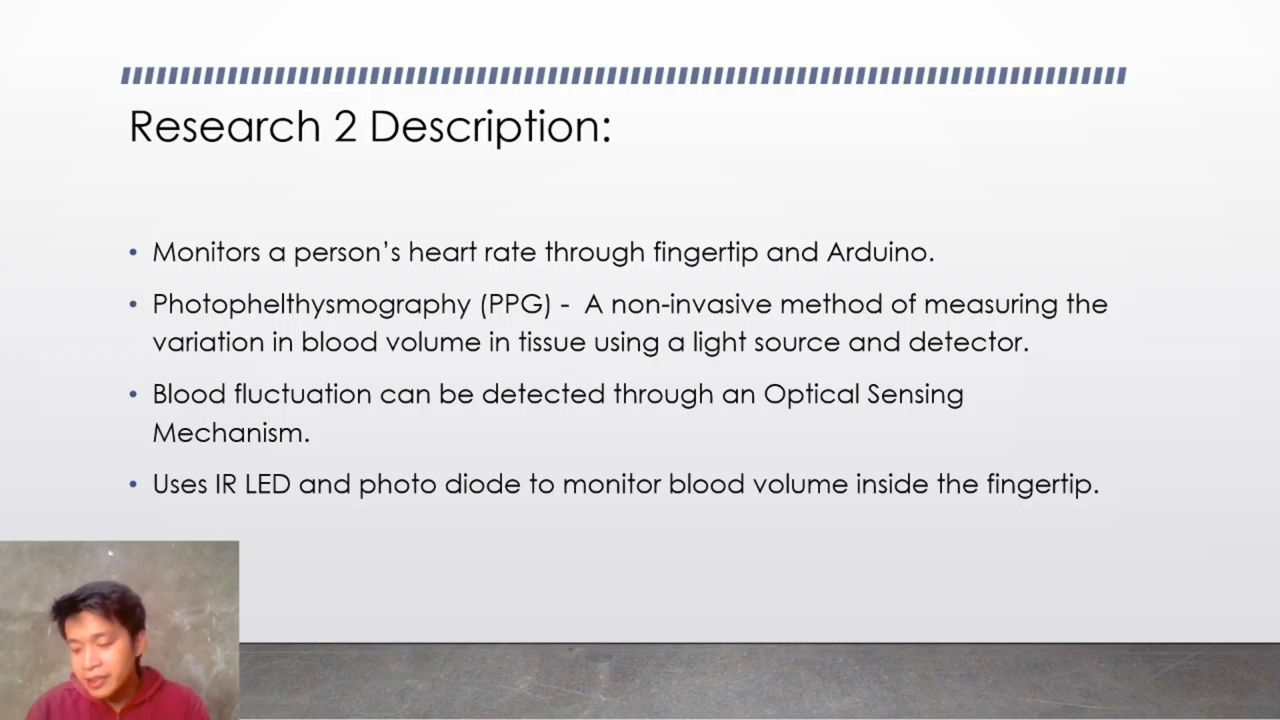 Research 2 Description:
• Monitors a person’s heart rate through fingertip and Arduino.
• Photophelthysmography (PPG) - A non-invasive method of measuring the
variation in blood volume in tissue using a light source and detector.
• Blood fluctuation can be detected through an Optical Sensing
Mechanism.
• Uses IR LED and photo diode to monitor blood volume inside the fingertip.